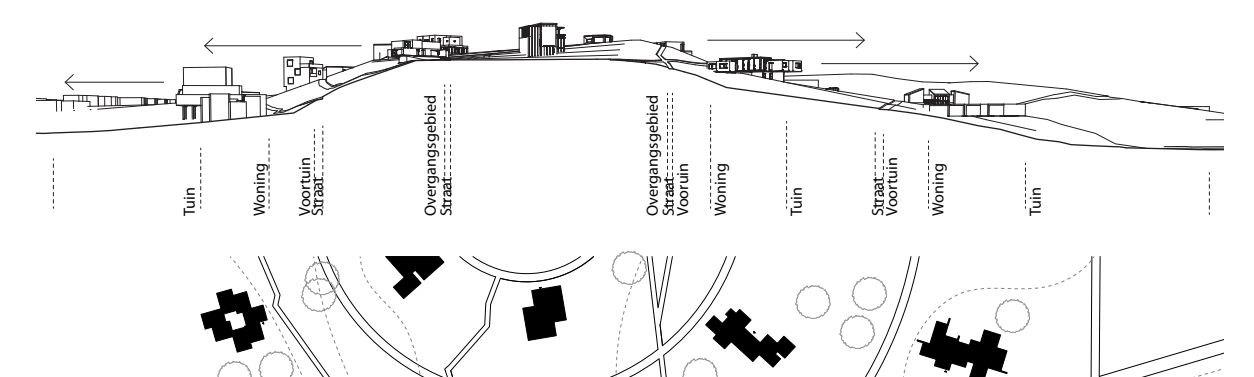 Tuin
Woning
Voortuin
Straat
Overgangsgebied
Straat
Overgangsgebied
Straat
Vooruin
Woning
Tuin
Straat
Voortuin
Woning
Tuin